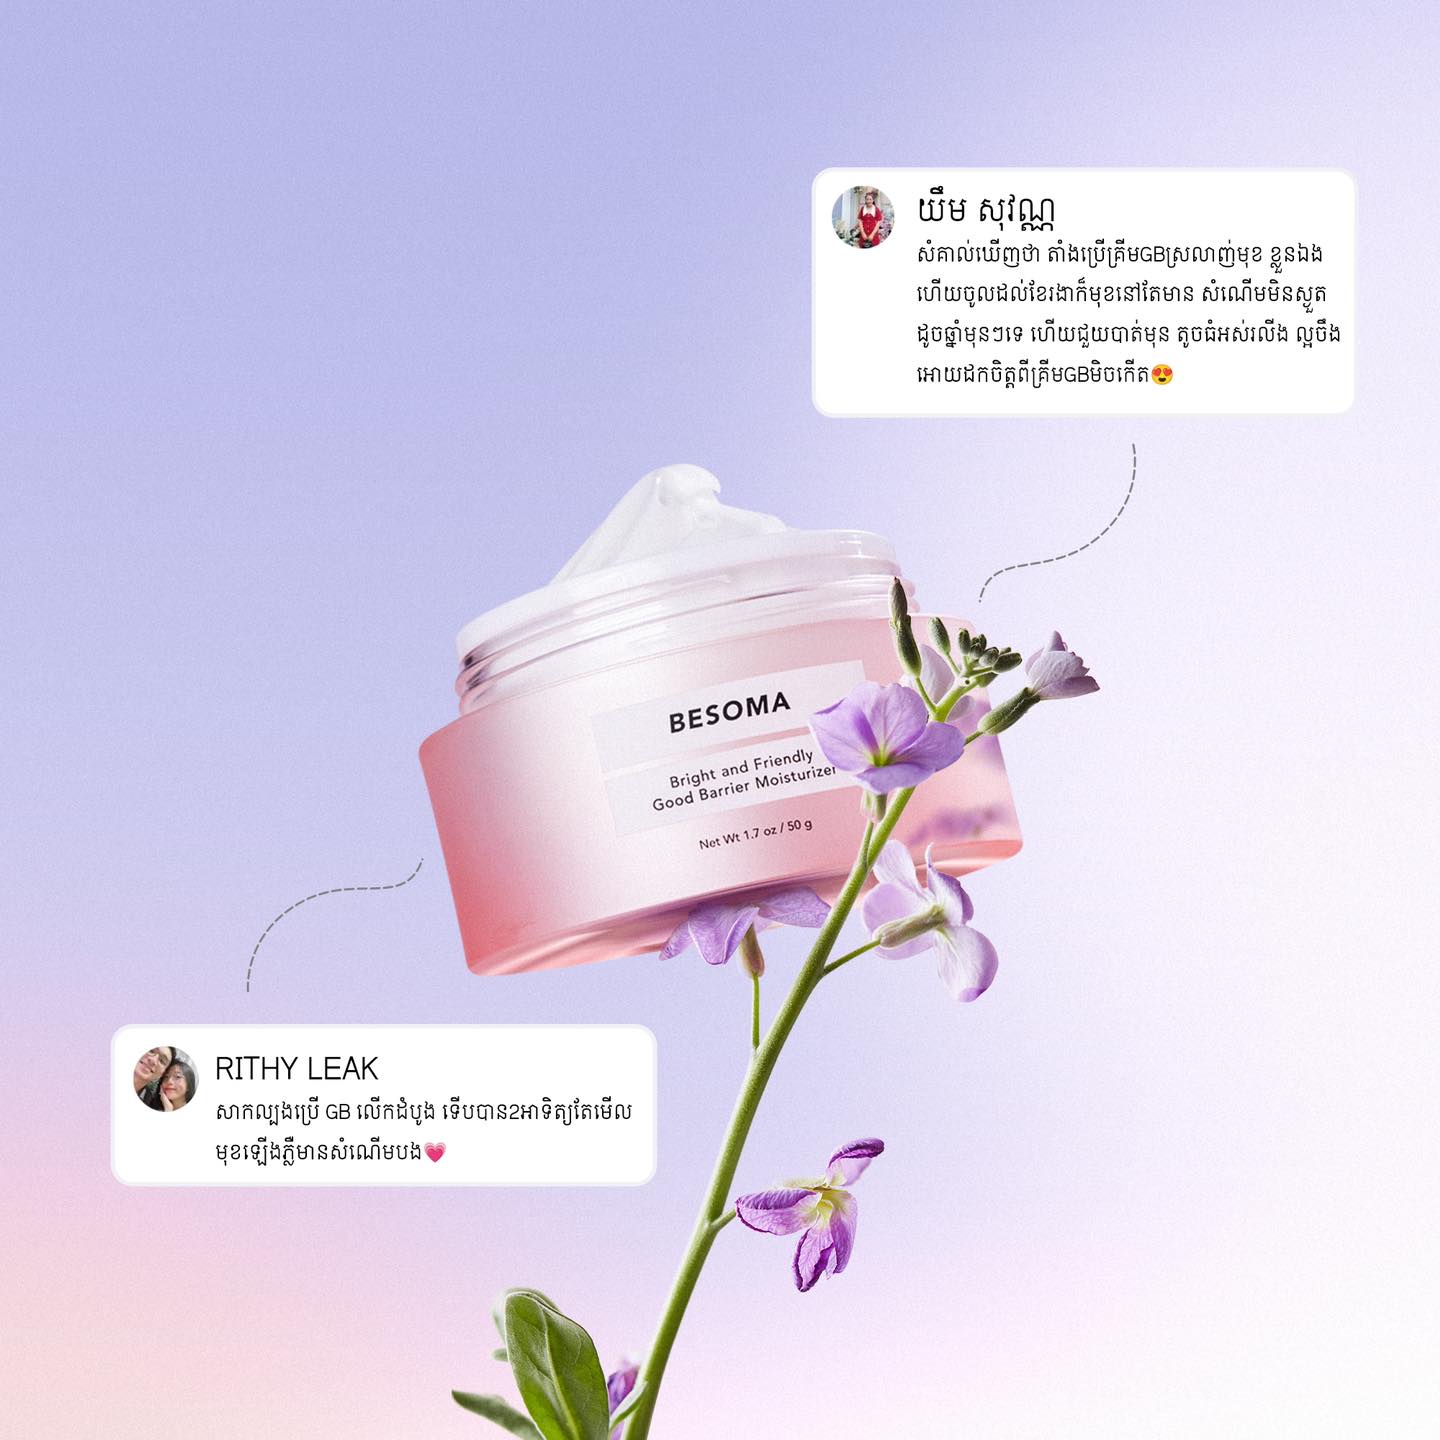 យឹម សុវណ្ណ
សំគាល់ឃើញថា តាំងប្រើគ្រីមGBស្រលាញ់មុខ ខ្លួនឯង
ហើយចូលដល់ខែរងាក៏មុខនៅតែមាន សំណើមមិនស្ងួត
ដូចឆ្នាំមុនៗទេ ហើយជួយបាត់មុន តូចធំអស់រលីង ល្អចឹង
អោយដកចិត្តពីគ្រីមGBមិចកើត😍
BESOMA
Bright and Friendly
Good Barrier Moisturizer
Net Wt 1.7 oz / 50 g
RITHY LEAK
សាកល្បងប្រើ GB លើកដំបូង ទើបបាន2អាទិត្យតែមើល
មុខឡើងភ្លឺមានសំណើមបង💗